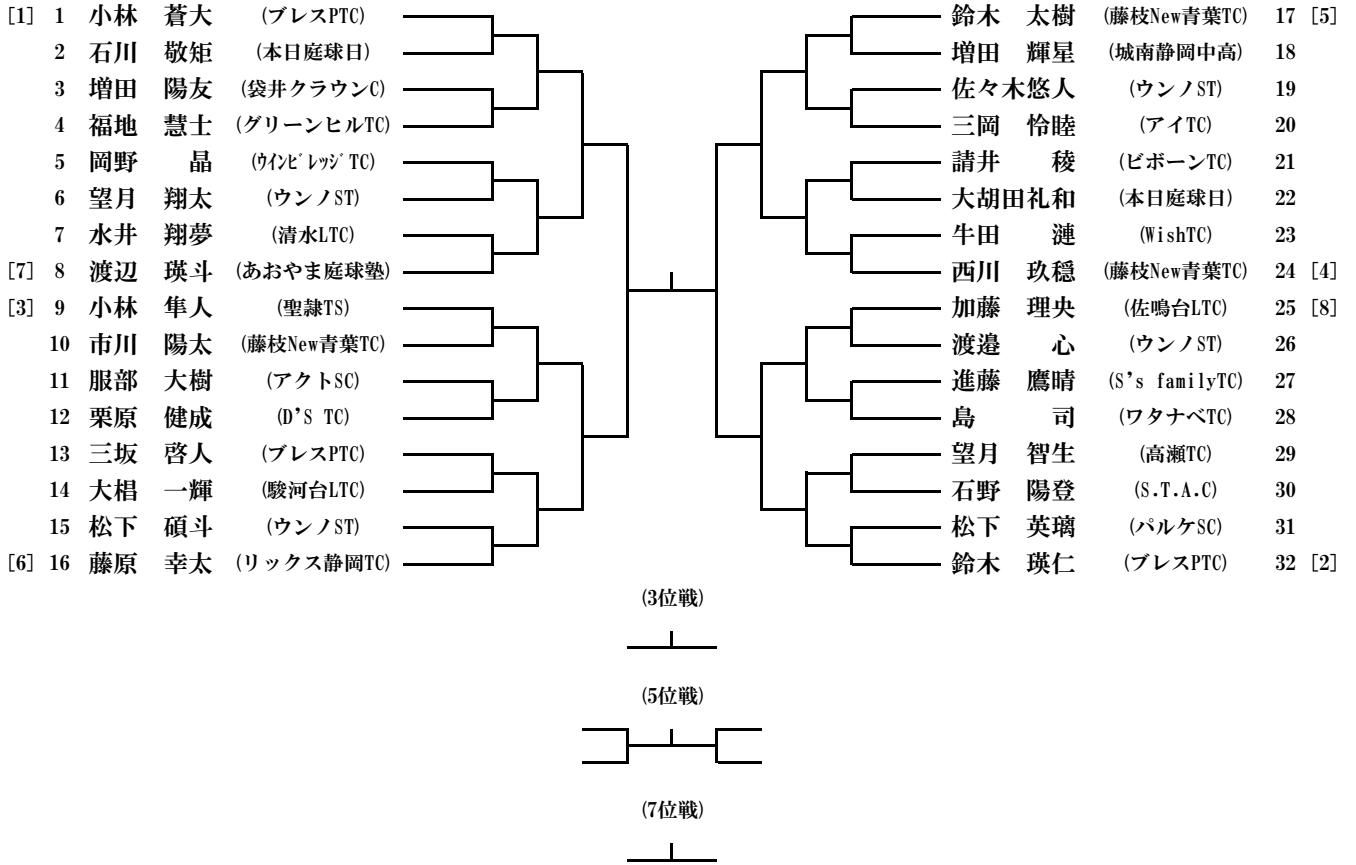 [1] 1 小林 蒼大 (ブレスPTC)
2 石川 敬矩 (本日庭球日)
3 増田 陽友 (袋井クラウンC)
4 福地 慧士 (グリーンヒルTC)
5 岡野 晶 (ｳｲﾝﾋﾞﾚｯｼﾞTC)
6 望月 翔太 (ウンノST)
7 水井 翔夢 (清水LTC)
[7] 8 渡辺 瑛斗 (あおやま庭球塾)
[3] 9 小林 隼人 (聖隷TS)
10 市川 陽太 (藤枝New青葉TC)
11 服部 大樹 (アクトSC)
12 栗原 健成 (D’S TC)
13 三坂 啓人 (ブレスPTC)
14 大椙 一輝 (駿河台LTC)
15 松下 碩斗 (ウンノST)
[6] 16 藤原 幸太 (リックス静岡TC)
鈴木 太樹 (藤枝New青葉TC) 17 [5]
増田 輝星 (城南静岡中高) 18
佐々木悠人 (ウンノST) 19
三岡 怜睦 (アイTC) 20
請井 稜 (ビボーンTC) 21
大胡田礼和 (本日庭球日) 22
牛田 漣 (WishTC) 23
西川 玖穏 (藤枝New青葉TC) 24 [4]
加藤 理央 (佐鳴台LTC) 25 [8]
渡邉 心 (ウンノST) 26
進藤 鷹晴 (S’s familyTC) 27
島 司 (ワタナベTC) 28
望月 智生 (高瀬TC) 29
石野 陽登 (S.T.A.C) 30
松下 英璃 (パルケSC) 31
鈴木 瑛仁 (ブレスPTC) 32 [2]
(3位戦)
(5位戦)
(7位戦)